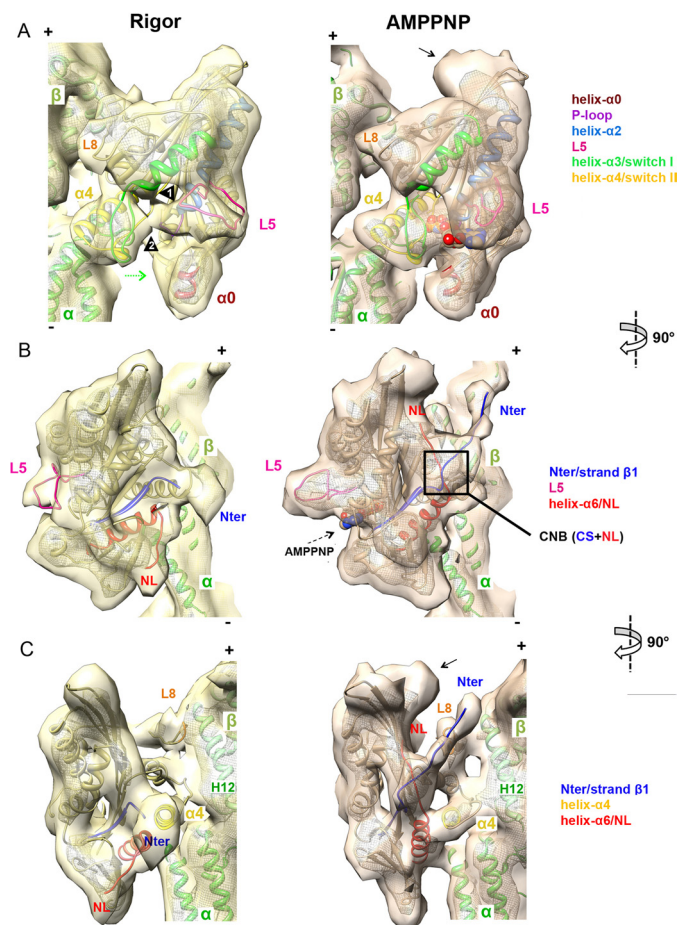 Rigor
AMPPNP
A
+
+
β
β
L8
L8
α4
α4
1
2
L5
L5
α
α0
α
α0
-
-
helix-α0
P-loop
helix-α2
L5
helix-α3/switch I
helix-α4/switch II
90°
B
+
+
NL
Nter
β
β
L5
L5
Nter
AMPPNP
NL
α
α
-
-
Nter/strand β1
L5
helix-α6/NL
CNB (CS+NL)
90°
C
+
+
Nter
L8
NL
L8
β
β
H12
H12
α4
α4
Nter
NL
α
α
Nter/strand β1
helix-α4
helix-α6/NL